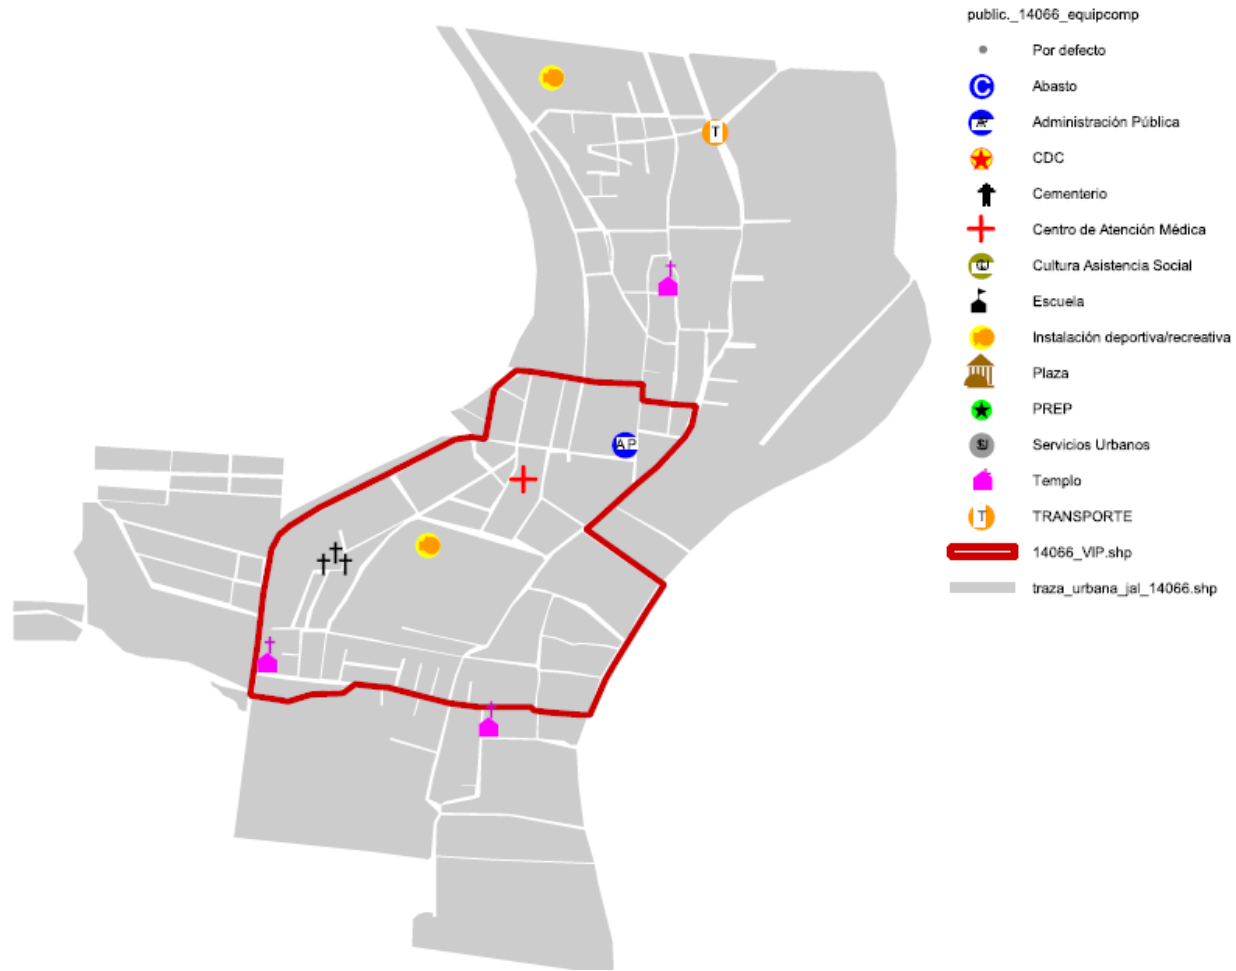 public._14066_equipcomp
Por defecto
Abasto
Administración Pública
CDC
Cementerio
Centro de Atención Médica
Cultura Asistencia Social
Escuela
Instalación deportiva/recreativa
Plaza
PREP
Servicios Urbanos
Templo
TRANSPORTE
14066_VIP.shp
traza_urbana_jal_14066.shp
C
T
T
A.P